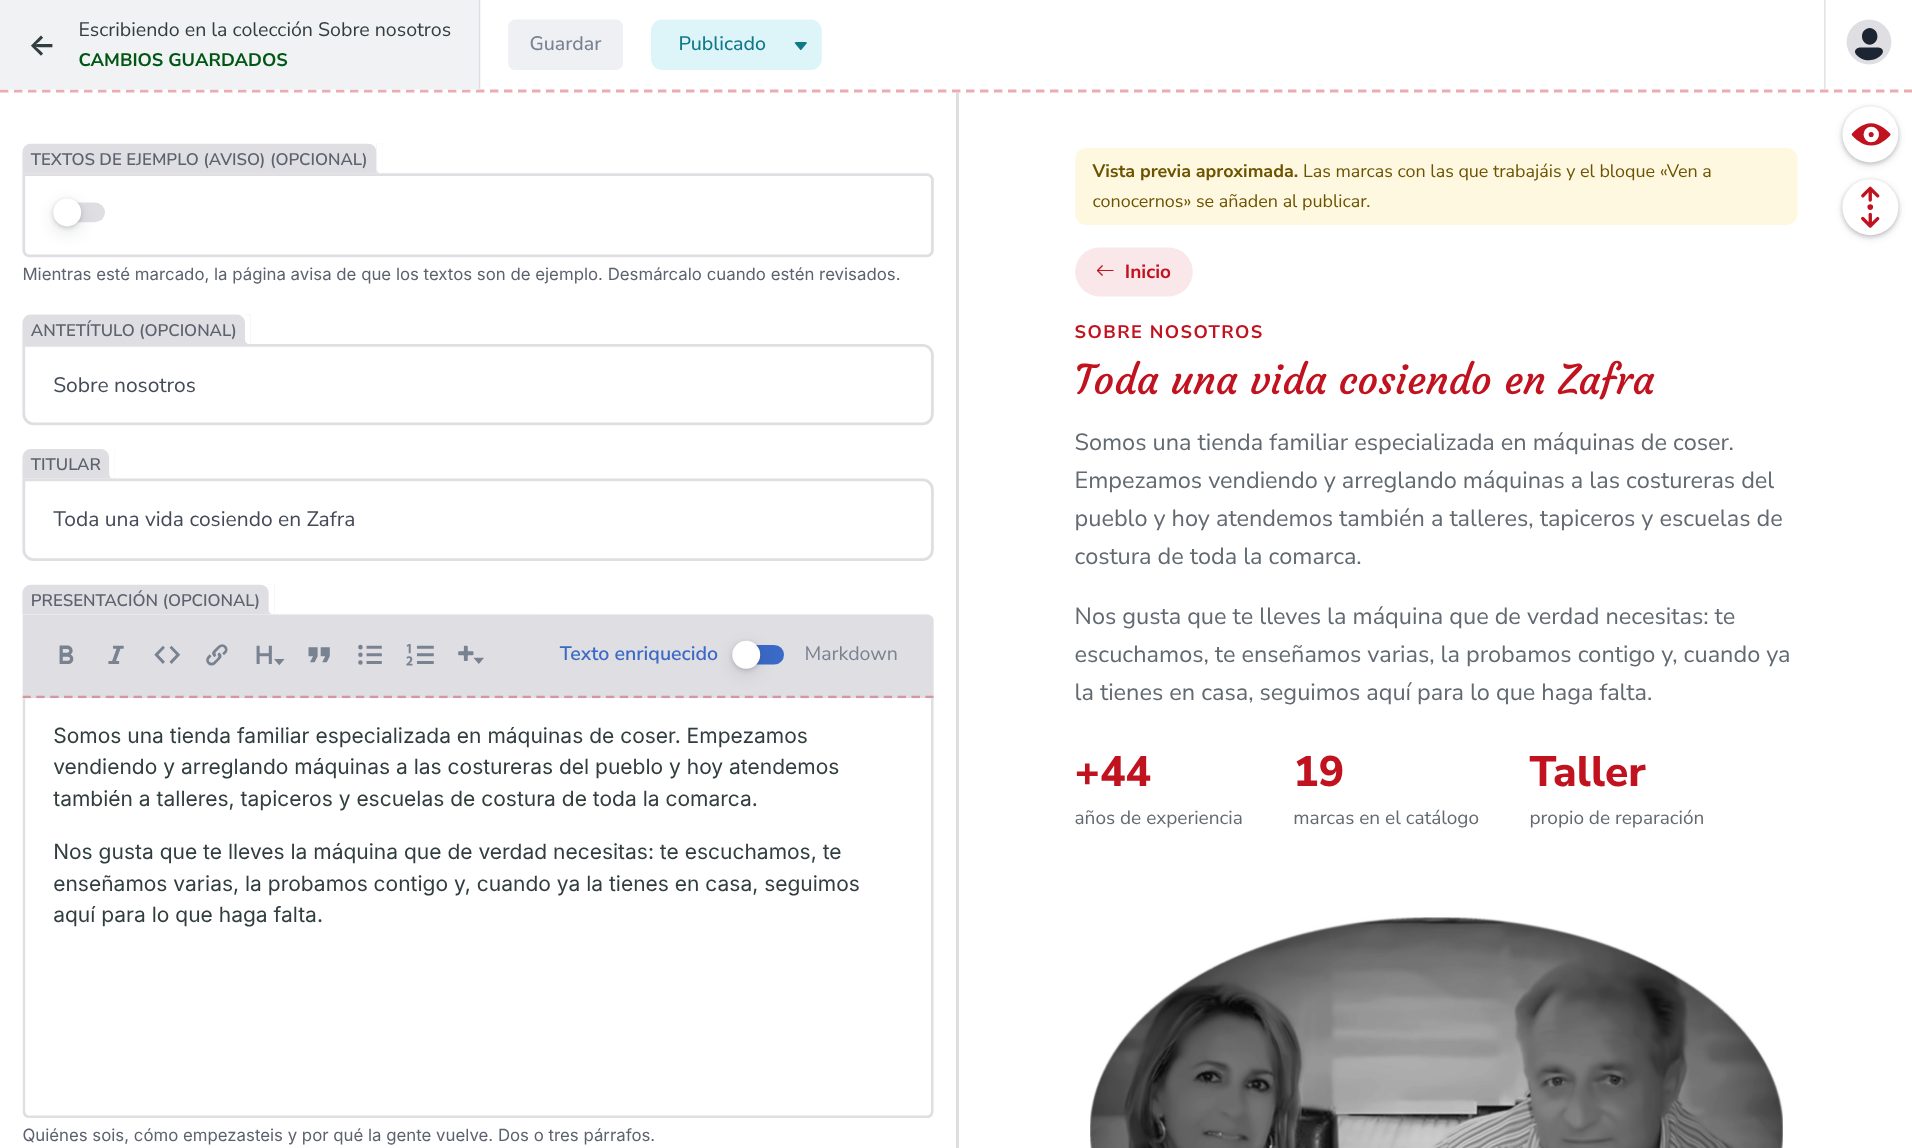 Escribiendo en la colección Sobre nosotros
CAMBIOS GUARDADOS
Guardar
Publicado
TEXTOS DE EJEMPLO (AVISO) (OPCIONAL)
Mientras esté marcado, la página avisa de que los textos son de ejemplo. Desmárcalo cuando estén revisados.
ANTETÍTULO (OPCIONAL)
Sobre nosotros
TITULAR
Toda una vida cosiendo en Zafra
PRESENTACIÓN (OPCIONAL)
Texto enriquecido
Markdown
Somos una tienda familiar especializada en máquinas de coser. Empezamos
vendiendo y arreglando máquinas a las costureras del pueblo y hoy atendemos
también a talleres, tapiceros y escuelas de costura de toda la comarca.
Nos gusta que te lleves la máquina que de verdad necesitas: te escuchamos, te
enseñamos varias, la probamos contigo y, cuando ya la tienes en casa, seguimos
aquí para lo que haga falta.
Quiénes sois, cómo empezasteis y por qué la gente vuelve. Dos o tres párrafos.
Vista previa aproximada. Las marcas con las que trabajáis y el bloque «Ven a
conocernos» se añaden al publicar.
← Inicio
SOBRE NOSOTROS
Toda una vida cosiendo en Zafra
Somos una tienda familiar especializada en máquinas de coser.
Empezamos vendiendo y arreglando máquinas a las costureras del
pueblo y hoy atendemos también a talleres, tapiceros y escuelas de
costura de toda la comarca.
Nos gusta que te lleves la máquina que de verdad necesitas: te
escuchamos, te enseñamos varias, la probamos contigo y, cuando ya
la tienes en casa, seguimos aquí para lo que haga falta.
+44
años de experiencia
19
marcas en el catálogo
Taller
propio de reparación